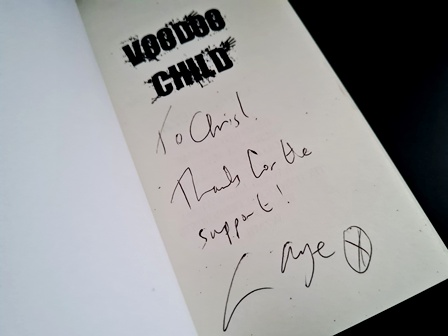 VOODOO
CHILD
To Chris!
Thanks for the
support!